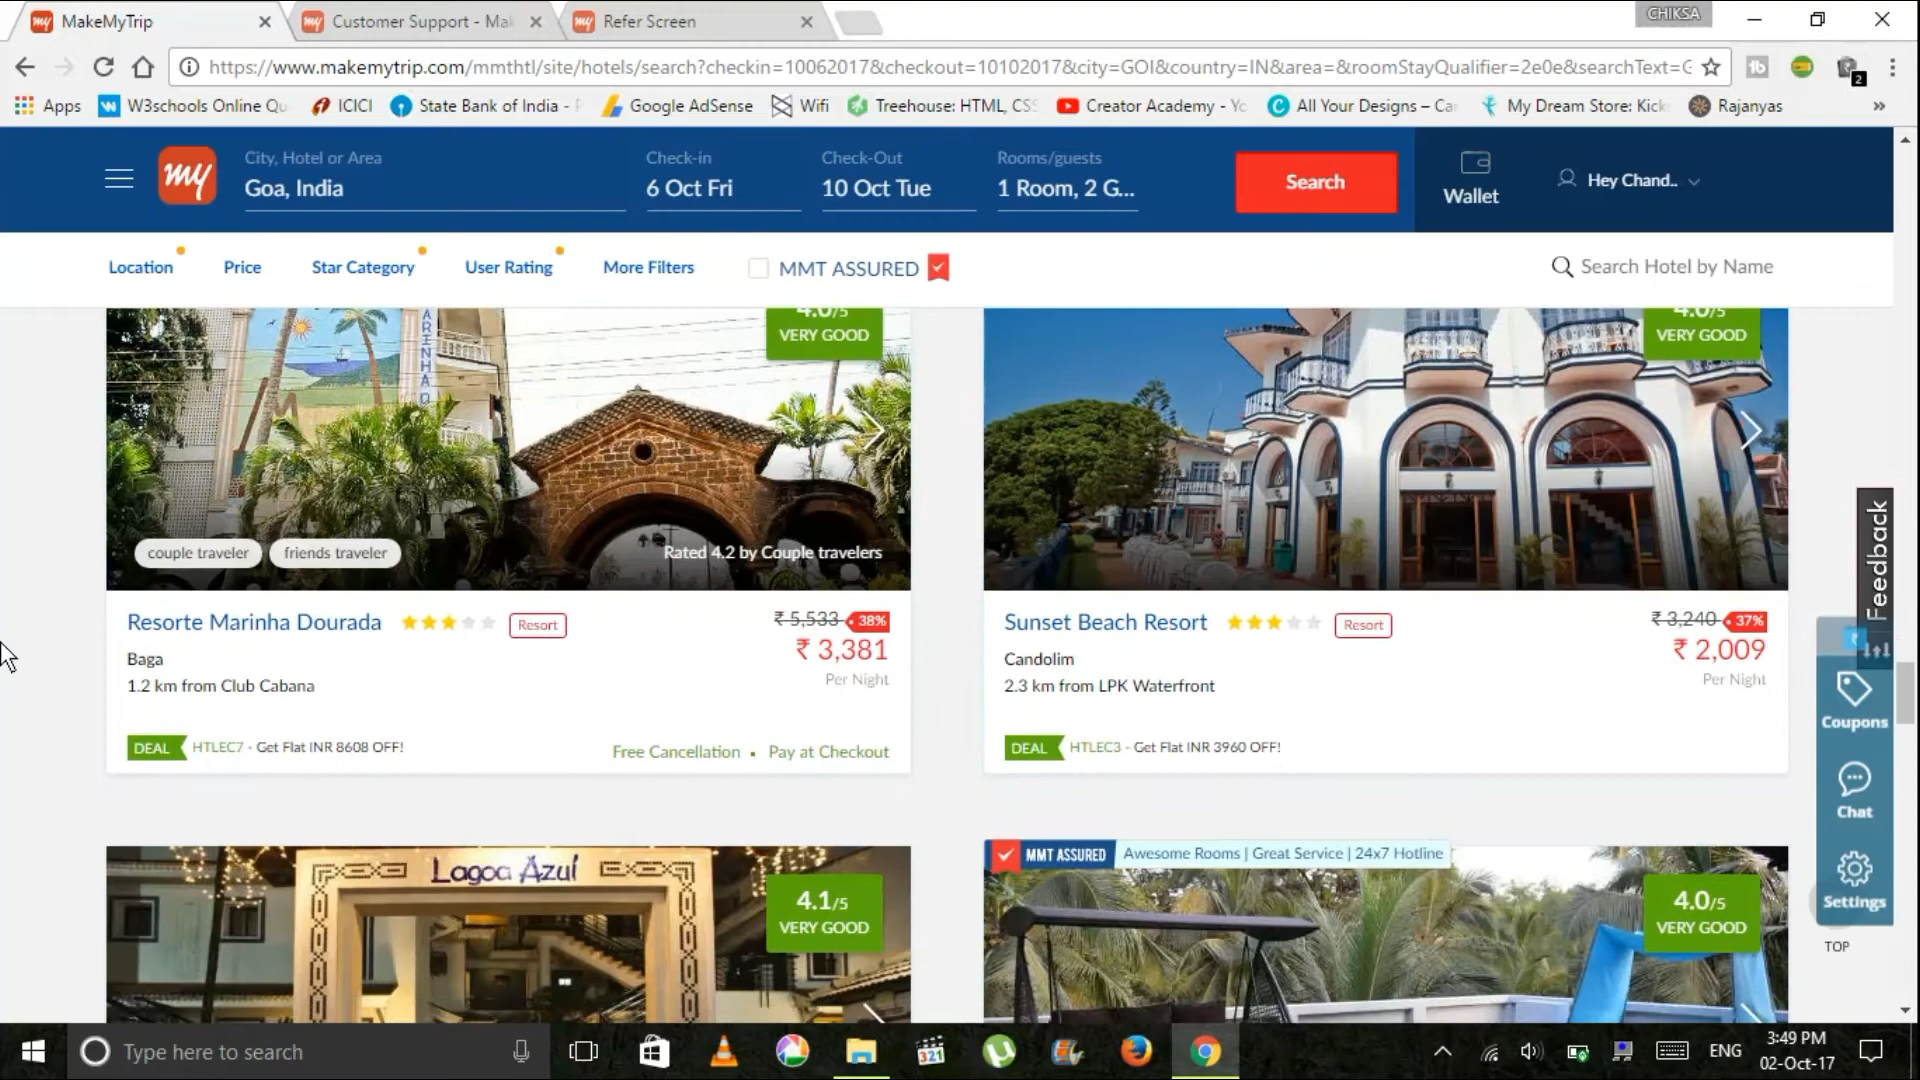 MakeMyTrip
Customer Support - Mak
Refer Screen
CHIKSA
https://www.makemytrip.com/mmthtl/site/hotels/search?checkin=10062017&checkout=10102017&city=GOI&country=IN&area=&roomStayQualifier=2e0e&searchText=G
2
Apps
W3schools Online Qu
ICICI
State Bank of India - P
Google AdSense
Wifi
Treehouse: HTML, CSS
Creator Academy - Yo
All Your Designs – Ca
My Dream Store: Kick
Rajanyas
»
my
City, Hotel or Area
Goa, India
Check-in
6 Oct Fri
Check-Out
10 Oct Tue
Rooms/guests
1 Room, 2 G...
Search
Wallet
Hey Chand..
Location
Price
Star Category
User Rating
More Filters
MMT ASSURED
Search Hotel by Name
4.0/5
VERY GOOD
ARINHA D
couple traveler
friends traveler
Rated 4.2 by Couple travelers
Resorte Marinha Dourada
Resort
₹ 5,533
38%
₹ 3,381
Per Night
Baga
1.2 km from Club Cabana
DEAL
HTLEC7 - Get Flat INR 8608 OFF!
Free Cancellation • Pay at Checkout
4.0/5
VERY GOOD
Sunset Beach Resort
Resort
₹ 3,240
37%
₹ 2,009
Per Night
Candolim
2.3 km from LPK Waterfront
DEAL
HTLEC3 - Get Flat INR 3960 OFF!
Feedback
₹
Coupons
Chat
Settings
TOP
Lagoa Azul
4.1/5
VERY GOOD
MMT ASSURED
Awesome Rooms | Great Service | 24x7 Hotline
4.0/5
VERY GOOD
Type here to search
321
ENG
3:49 PM
02-Oct-17